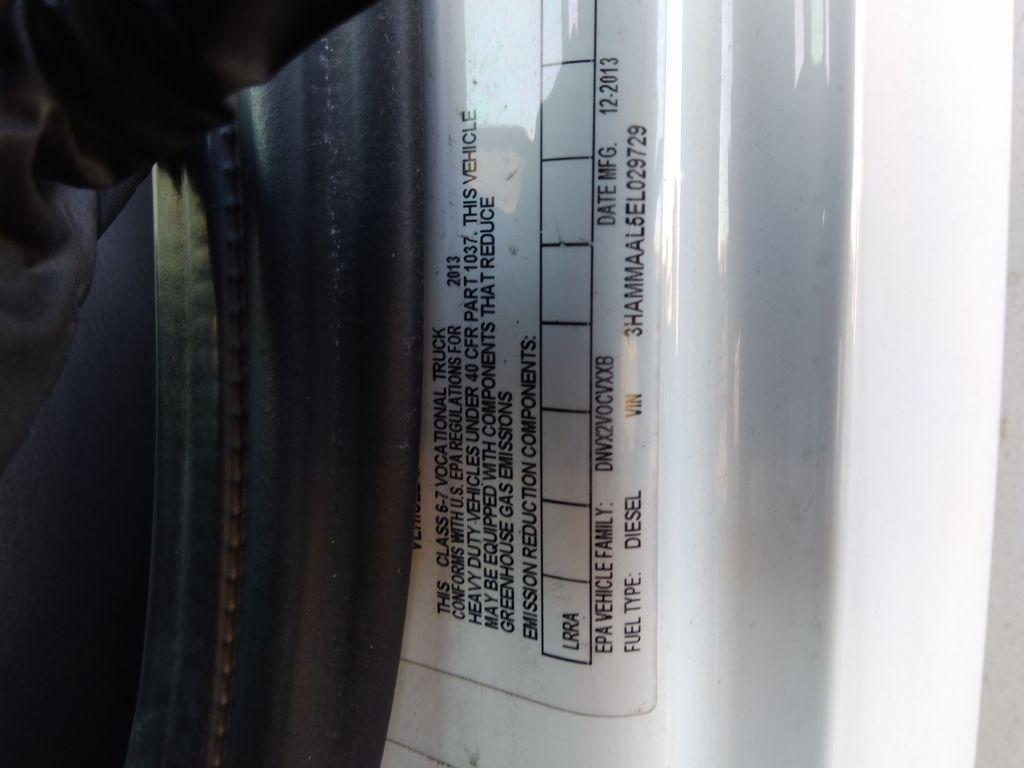 THIS CLASS 6-7 VOCATIONAL TRUCK
CONFORMS WITH U.S. EPA REGULATIONS FOR 2013
HEAVY DUTY VEHICLES UNDER 40 CFR PART 1037. THIS VEHICLE
MAY BE EQUIPPED WITH COMPONENTS THAT REDUCE
GREENHOUSE GAS EMISSIONS
EMISSION REDUCTION COMPONENTS:
LRRA
EPA VEHICLE FAMILY: DNVX2VOCVXXB DATE MFG. 12-2013
FUEL TYPE: DIESEL VIN 3HAMMAAL5EL029729